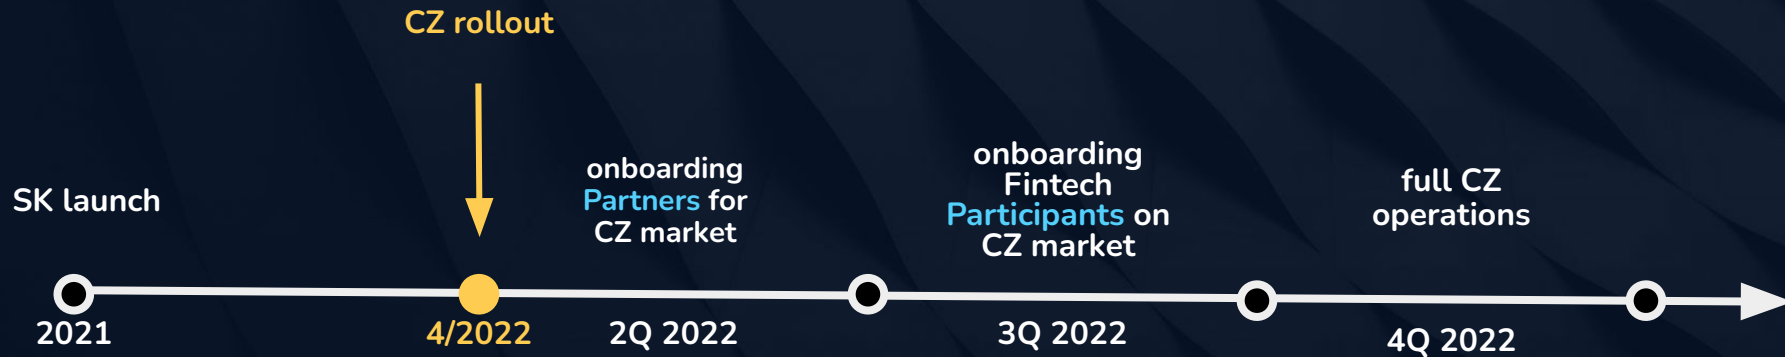 CZ rollout
SK launch
onboarding
Partners for
CZ market
onboarding
Fintech
Participants on
CZ market
full CZ
operations
2021
4/2022
2Q 2022
3Q 2022
4Q 2022